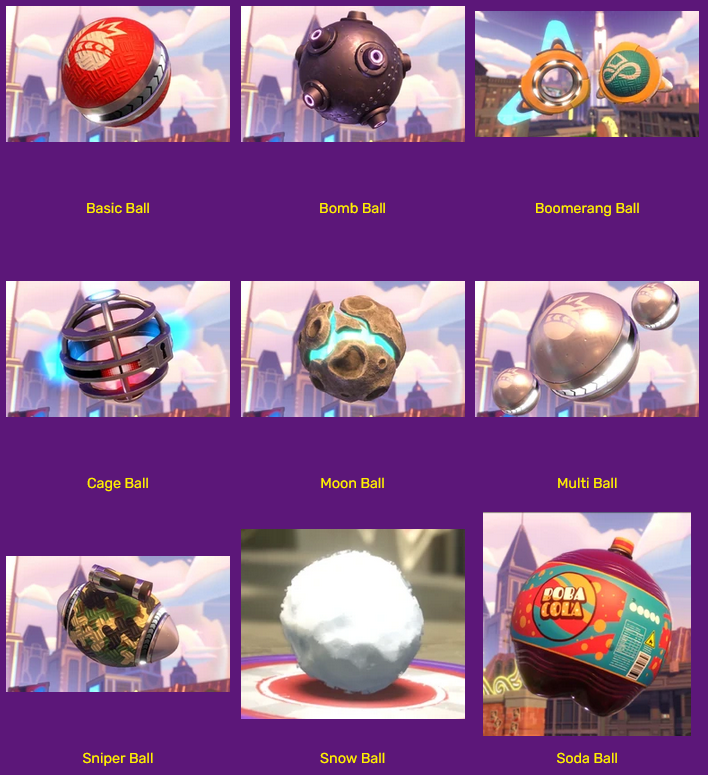 Basic Ball
Bomb Ball
Boomerang Ball
Cage Ball
Moon Ball
Multi Ball
BOBA
COLA
Sniper Ball
Snow Ball
Soda Ball